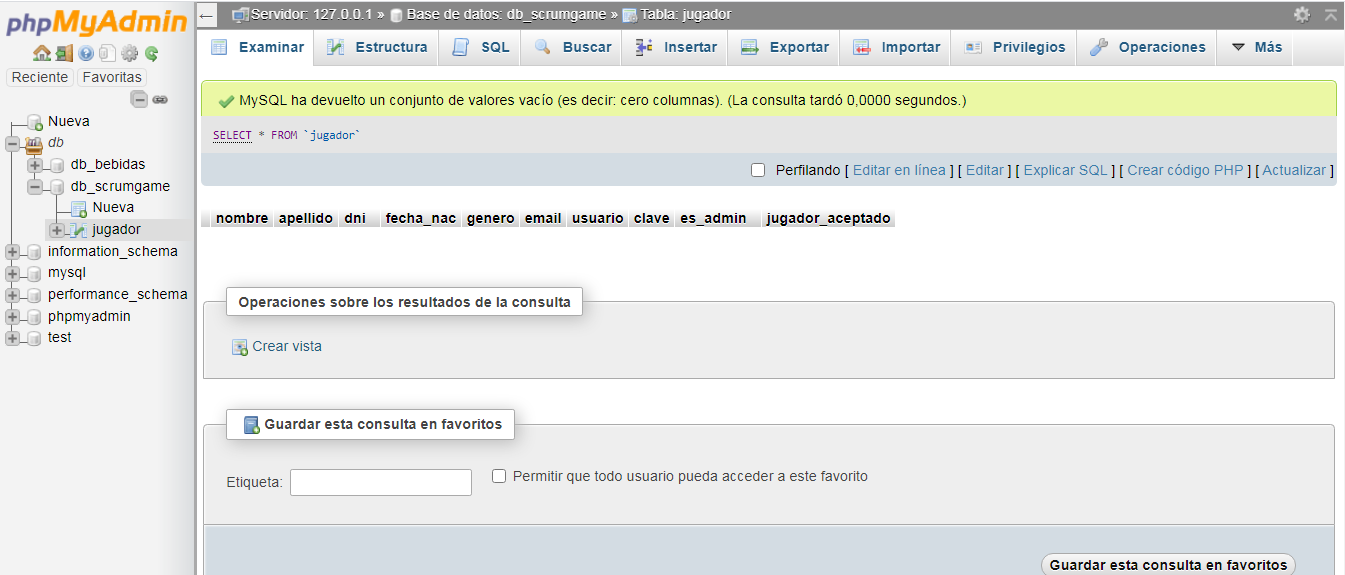 phpMyAdmin
Reciente Favoritas
Nueva
db
db_bebidas
db_scrumgame
Nueva
jugador
information_schema
mysql
performance_schema
phpmyadmin
test
Servidor: 127.0.0.1 » Base de datos: db_scrumgame » Tabla: jugador
Examinar Estructura SQL Buscar Insertar Exportar Importar Privilegios Operaciones Más
MySQL ha devuelto un conjunto de valores vacío (es decir: cero columnas). (La consulta tardó 0,0000 segundos.)
SELECT * FROM `jugador`
Perfilando [ Editar en línea ] [ Editar ] [ Explicar SQL ] [ Crear código PHP ] [ Actualizar ]
nombre apellido dni fecha_nac genero email usuario clave es_admin jugador_aceptado
Operaciones sobre los resultados de la consulta
Crear vista
Guardar esta consulta en favoritos
Etiqueta: Permitir que todo usuario pueda acceder a este favorito
Guardar esta consulta en favoritos